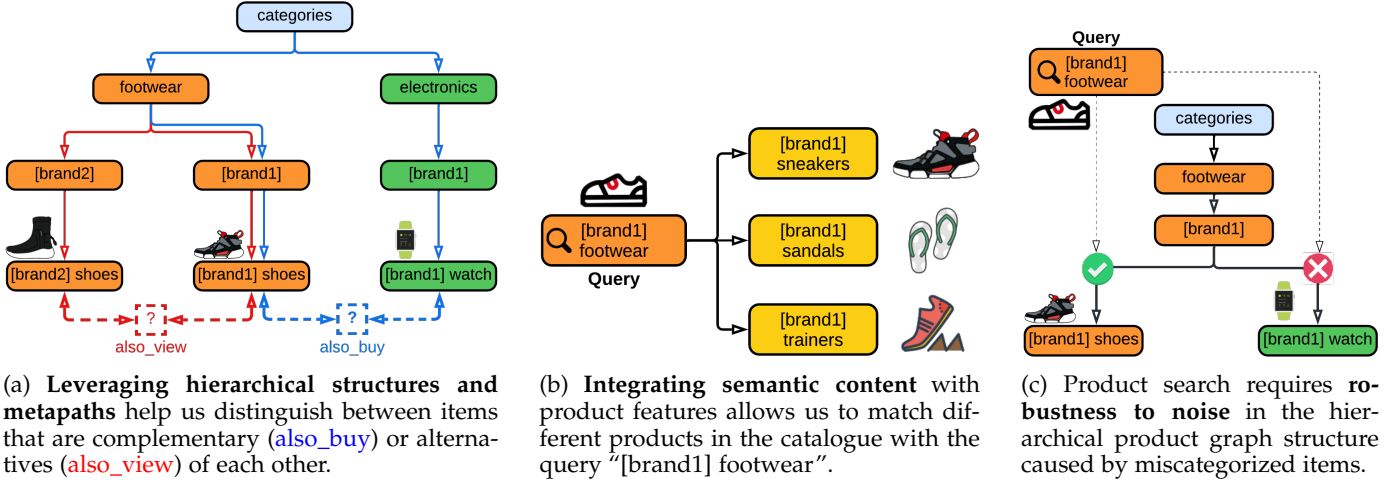 categories
footwear
electronics
[brand2]
[brand1]
[brand1]
[brand2] shoes
[brand1] shoes
[brand1] watch
?
?
also_view
also_buy
(a) Leveraging hierarchical structures and
metapaths help us distinguish between items
that are complementary (also_buy) or alterna-
tives (also_view) of each other.
[brand1]
footwear
Query
[brand1]
sneakers
[brand1]
sandals
[brand1]
trainers
(b) Integrating semantic content with
product features allows us to match dif-
ferent products in the catalogue with the
query “[brand1] footwear”.
Query
[brand1]
footwear
categories
footwear
[brand1]
[brand1] shoes
[brand1] watch
(c) Product search requires ro-
bustness to noise in the hier-
archical product graph structure
caused by miscategorized items.